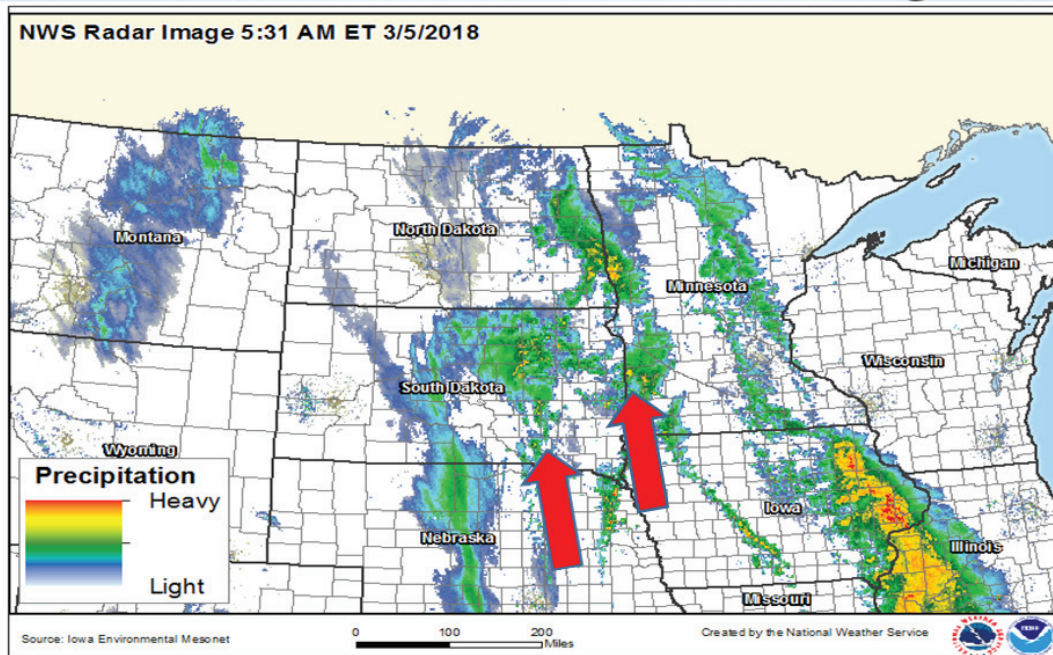 NWS Radar Image 5:31 AM ET 3/5/2018
Montana
North Dakota
Minnesota
Michigan
Wisconsin
South Dakota
Wyoming
Precipitation
Heavy
Light
Nebraska
Iowa
Illinois
Missouri
Source: Iowa Environmental Mesonet
0 100 200
Miles
Created by the National Weather Service